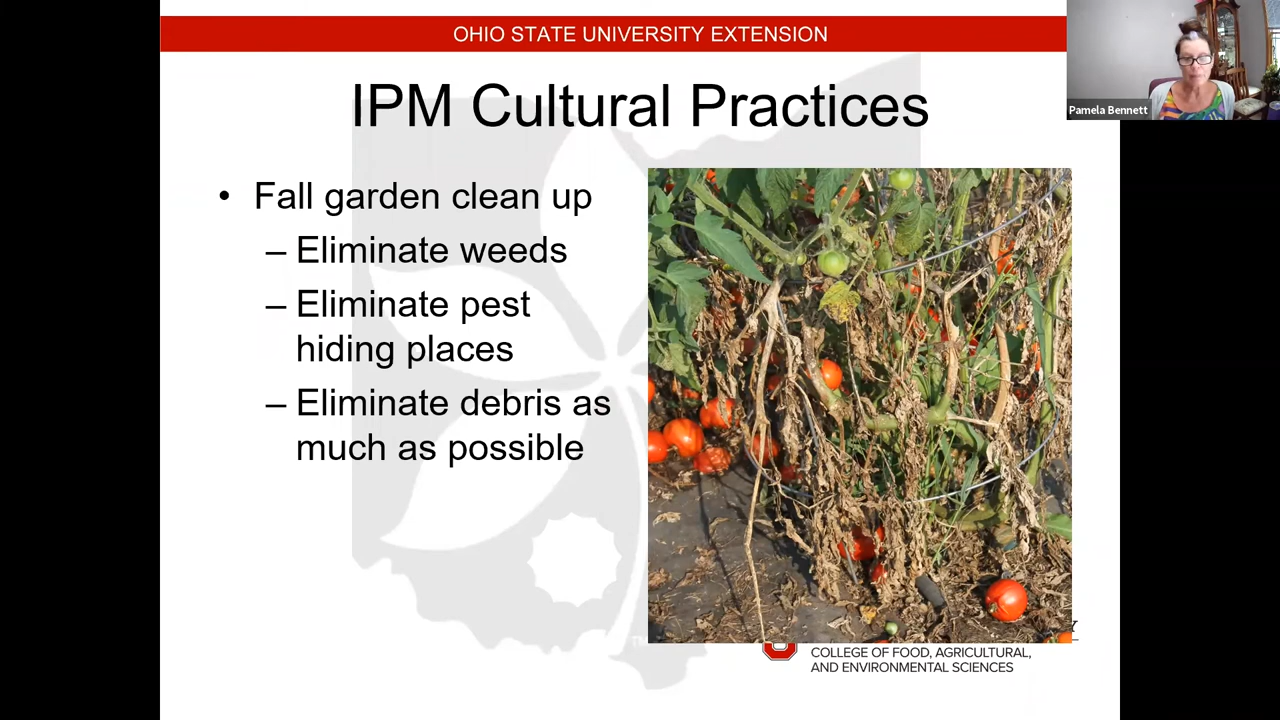 OHIO STATE UNIVERSITY EXTENSION
IPM Cultural Practices
Pamela Bennett
• Fall garden clean up
– Eliminate weeds
– Eliminate pest
hiding places
– Eliminate debris as
much as possible
TM
Y
COLLEGE OF FOOD, AGRICULTURAL,
AND ENVIRONMENTAL SCIENCES